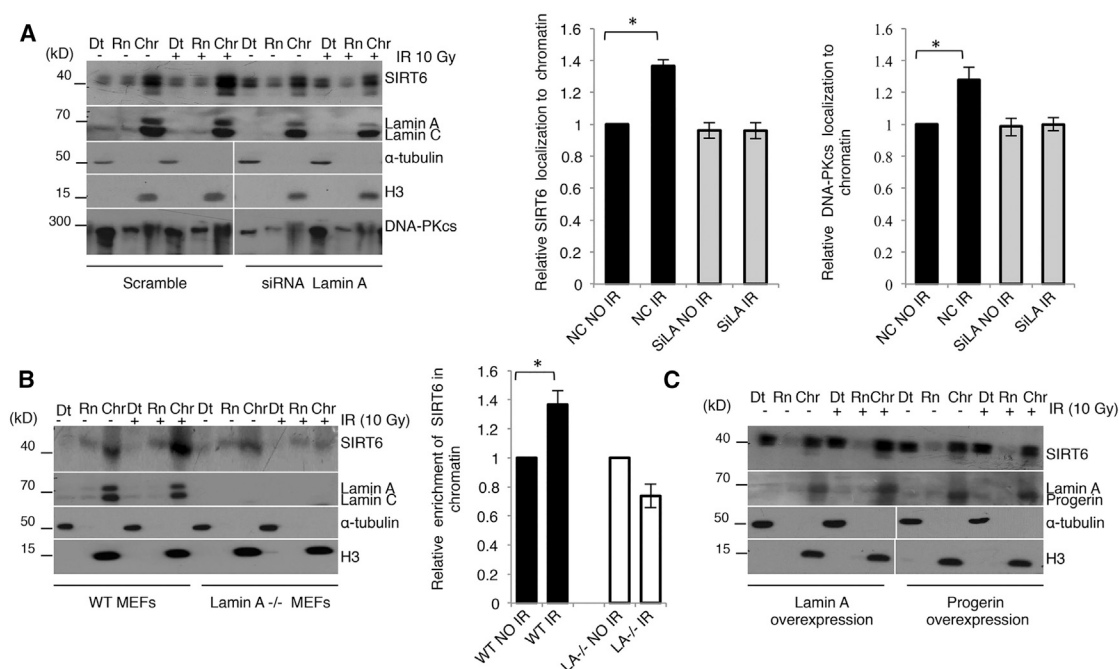 A
Dt Rn Chr Dt Rn Chr Dt Rn Chr Dt Rn Chr
(kD) - - - + + + - - - + + + IR 10 Gy
40 SIRT6
70 Lamin A
Lamin C
50 α-tubulin
15 H3
300 DNA-PKcs
Scramble siRNA Lamin A
Relative SIRT6 localization to chromatin
1.6
1.4
1.2
1
0.8
0.6
0.4
0.2
0
*
NC NO IR
NC IR
SiLA NO IR
SiLA IR
Relative DNA-PKcs localization to
chromatin
1.6
1.4
1.2
1
0.8
0.6
0.4
0.2
0
*
NC NO IR
NC IR
SiLA NO IR
SiLA IR
B
Dt Rn Chr Dt Rn Chr Dt Rn Chr Dt Rn Chr
(kD) - - - + + + - - - + + + IR (10 Gy)
40 SIRT6
70 Lamin A
Lamin C
50 α-tubulin
15 H3
WT MEFs Lamin A -/- MEFs
Relative enrichment of SIRT6 in
chromatin
1.6
1.4
1.2
1
0.8
0.6
0.4
0.2
0
*
WT NO IR
WT IR
LA-/- NO IR
LA-/- IR
C
Dt Rn Chr Dt Rn Chr Dt Rn Chr Dt Rn Chr
(kD) - - - + + + - - - + + + IR (10 Gy)
40 SIRT6
70 Lamin A
Progerin
50 α-tubulin
15 H3
Lamin A
overexpression
Progerin
overexpression